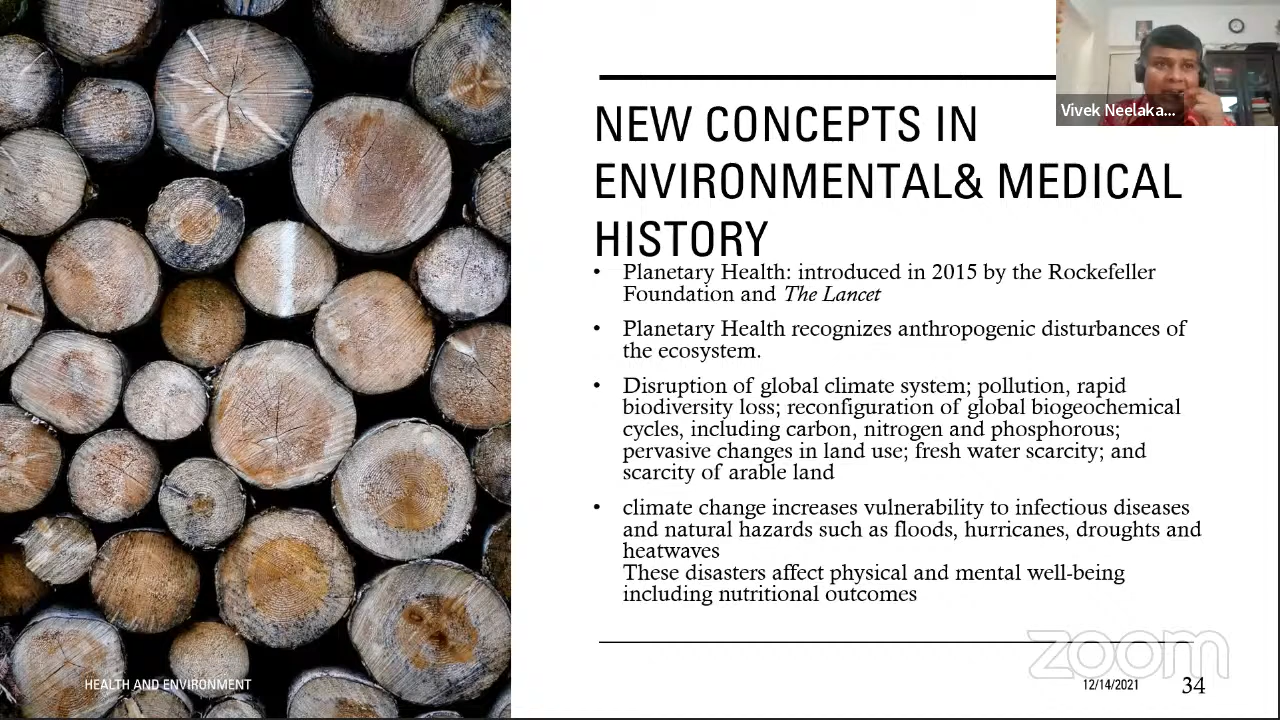 Vivek Neelaka...
NEW CONCEPTS IN
ENVIRONMENTAL& MEDICAL
HISTORY
• Planetary Health: introduced in 2015 by the Rockefeller
Foundation and The Lancet
• Planetary Health recognizes anthropogenic disturbances of
the ecosystem.
• Disruption of global climate system; pollution, rapid
biodiversity loss; reconfiguration of global biogeochemical
cycles, including carbon, nitrogen and phosphorous;
pervasive changes in land use; fresh water scarcity; and
scarcity of arable land
• climate change increases vulnerability to infectious diseases
and natural hazards such as floods, hurricanes, droughts and
heatwaves
These disasters affect physical and mental well-being
including nutritional outcomes
zoom
HEALTH AND ENVIRONMENT
12/14/2021
34